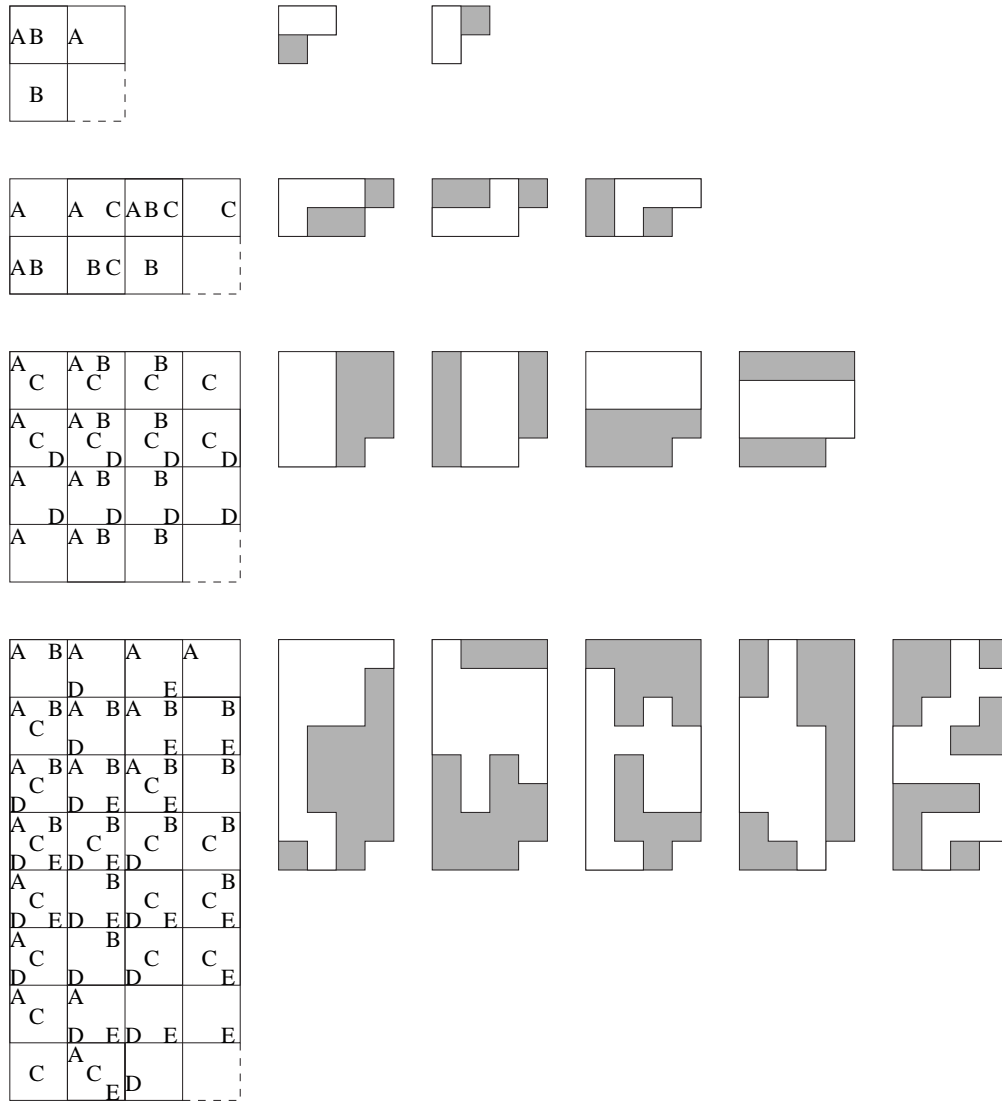 AB A
B
A A C ABC C
AB BC B
A A B B
C C C C
A A B B
C C C C
D D D D
A A B B
D D D D
A A B B
A B A A A
D E
A B A B A B B
C
D E E
A B A B A B B
C C
D D E E
A B B B B
C C C C
D E D E D
A B B
C C C
D E D E D E E
A B
C C C
D D D E
A A
C
D E D E E
A
C C
D
E